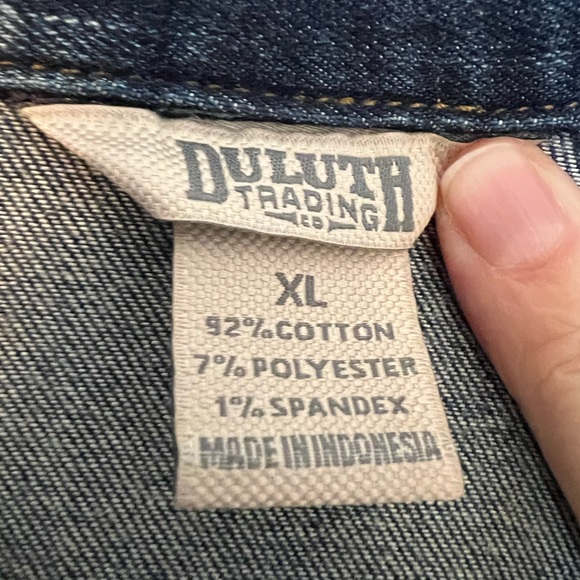 DULUTH
TRADING
CO
XL
92% COTTON
7% POLYESTER
1% SPANDEX
MADE IN INDONESIA